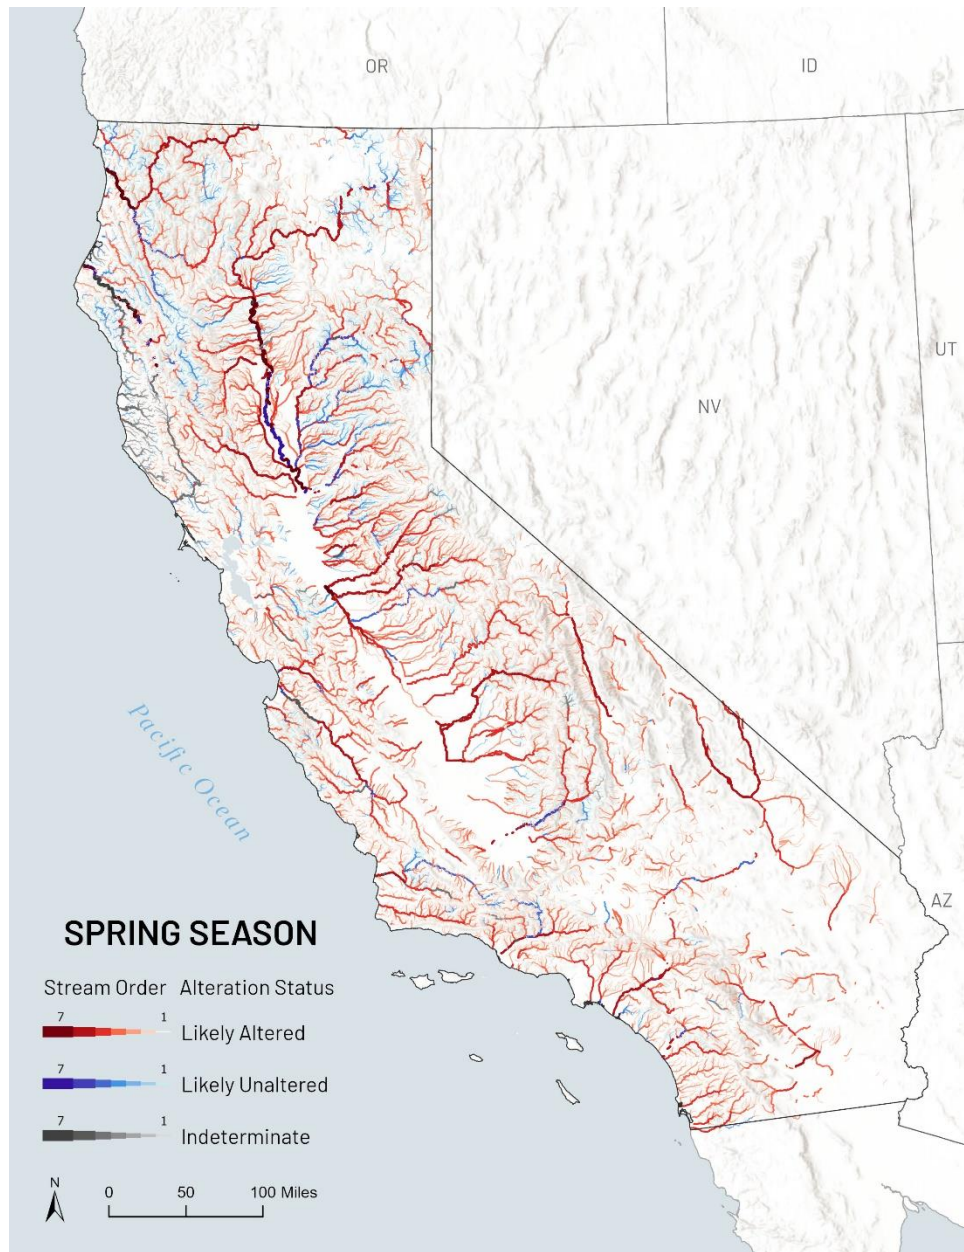 OR
ID
UT
NV
Pacific Ocean
AZ
SPRING SEASON
Stream Order Alteration Status
7 1 Likely Altered
7 1 Likely Unaltered
7 1 Indeterminate
N
0 50 100 Miles